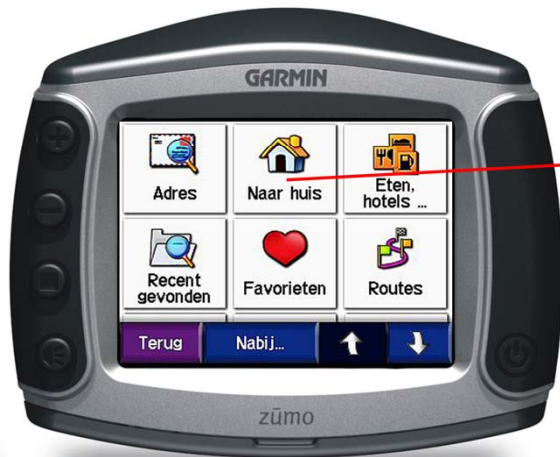 GARMIN
Adres
Naar huis
Eten,
hotels ...
Recent
gevonden
Favorieten
Routes
Terug
Nabij...
zūmo